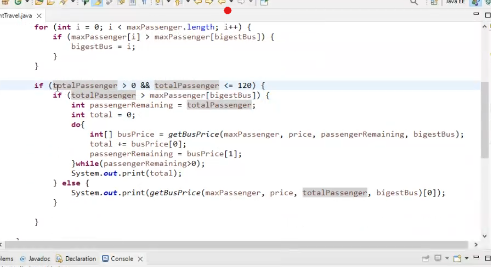 ntTravel.java
Java EE
for (int i = 0; i < maxPassenger.length; i++) {
if (maxPassenger[i] > maxPassenger[bigestBus]) {
bigestBus = i;
}
}
if (totalPassenger > 0 && totalPassenger <= 120) {
if (totalPassenger > maxPassenger[bigestBus]) {
int passengerRemaining = totalPassenger;
int total = 0;
do{
int[] busPrice = getBusPrice(maxPassenger, price, passengerRemaining, bigestBus);
total += busPrice[0];
passengerRemaining = busPrice[1];
}while(passengerRemaining>0);
System.out.print(total);
} else {
System.out.print(getBusPrice(maxPassenger, price, totalPassenger, bigestBus)[0]);
}
}
lems @ Javadoc Declaration Console